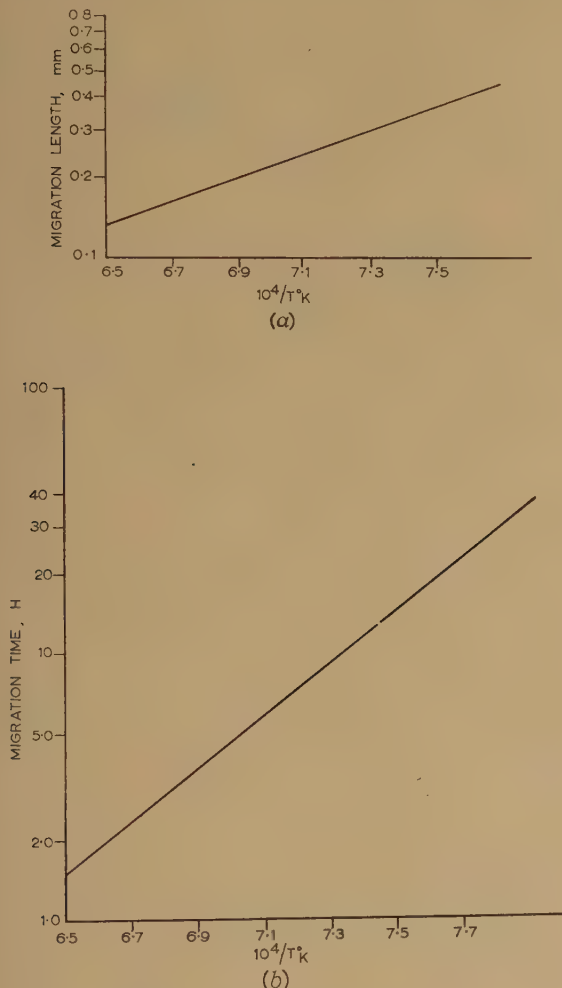 0·8
0·7
0·6
0·5
0·4
0·3
0·2
0·1
MIGRATION LENGTH, mm
6·5 6·7 6·9 7·1 7·3 7·5
10⁴/T°K
(a)
100
40
30
20
10
5·0
2·0
1·0
MIGRATION TIME, H
6·5 6·7 6·9 7·1 7·3 7·5 7·7
10⁴/T°K
(b)